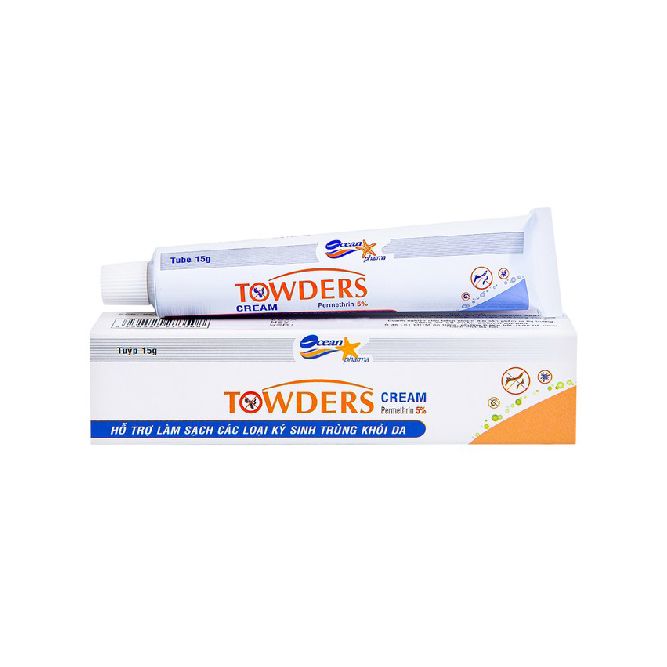 Tube 15g
Ocean pharma
TOWDERS
CREAM
Permethrin 5%
Tuýp 15g
Ocean pharma
TOWDERS CREAM
Permethrin 5%
HỖ TRỢ LÀM SẠCH CÁC LOẠI KÝ SINH TRÙNG KHỎI DA